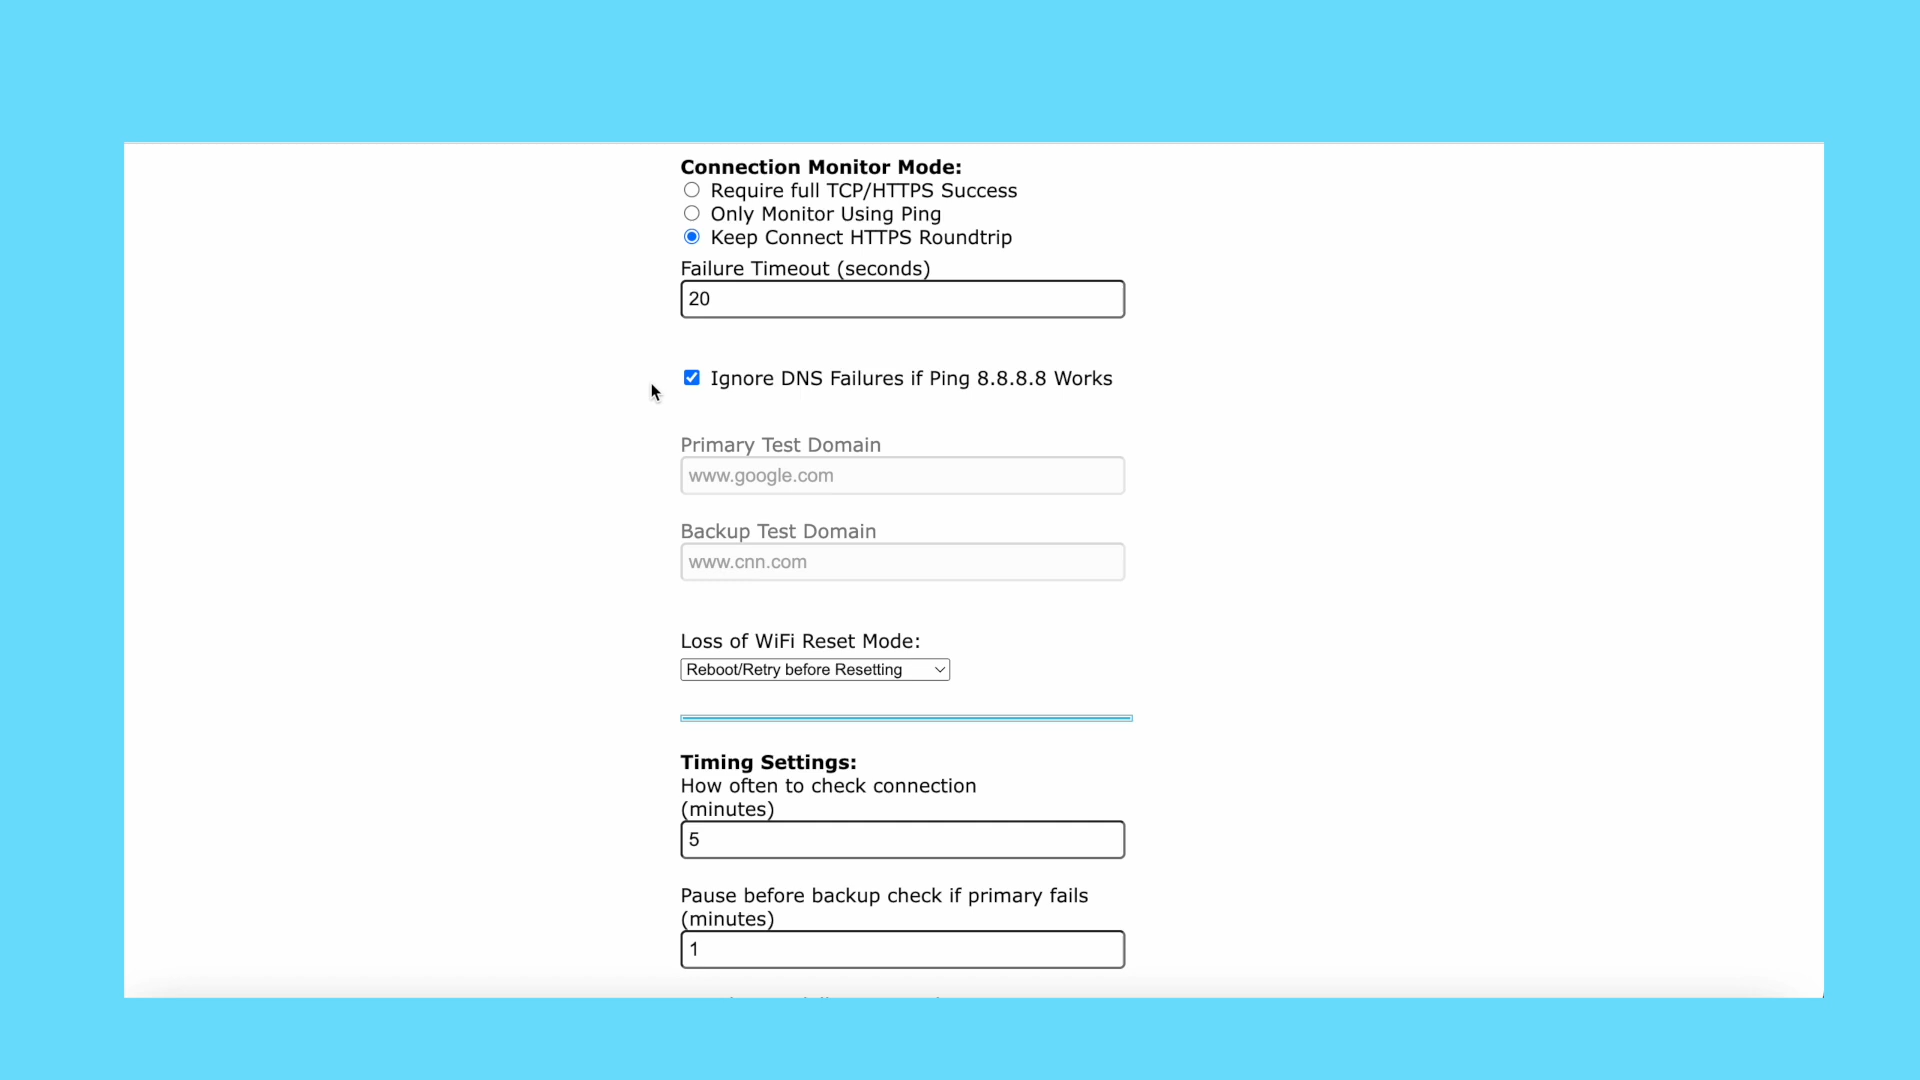 Connection Monitor Mode:
Require full TCP/HTTPS Success
Only Monitor Using Ping
Keep Connect HTTPS Roundtrip
Failure Timeout (seconds)
20
Ignore DNS Failures if Ping 8.8.8.8 Works
Primary Test Domain
www.google.com
Backup Test Domain
www.cnn.com
Loss of WiFi Reset Mode:
Reboot/Retry before Resetting
Timing Settings:
How often to check connection
(minutes)
5
Pause before backup check if primary fails
(minutes)
1